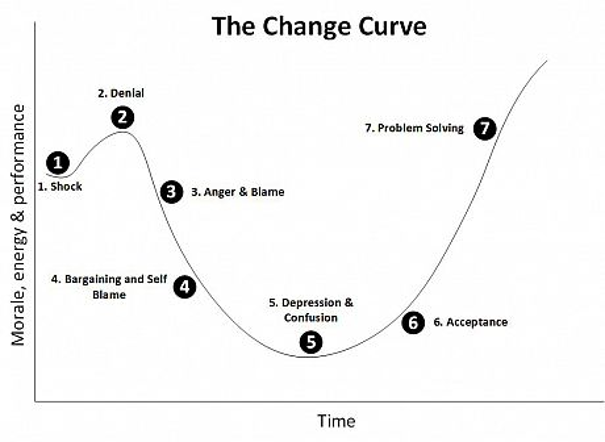 The Change Curve
2. Denial
2
1
1. Shock
3
3. Anger & Blame
7. Problem Solving
7
4. Bargaining and Self
Blame
4
5. Depression &
Confusion
5
6
6. Acceptance
Morale, energy & performance
Time